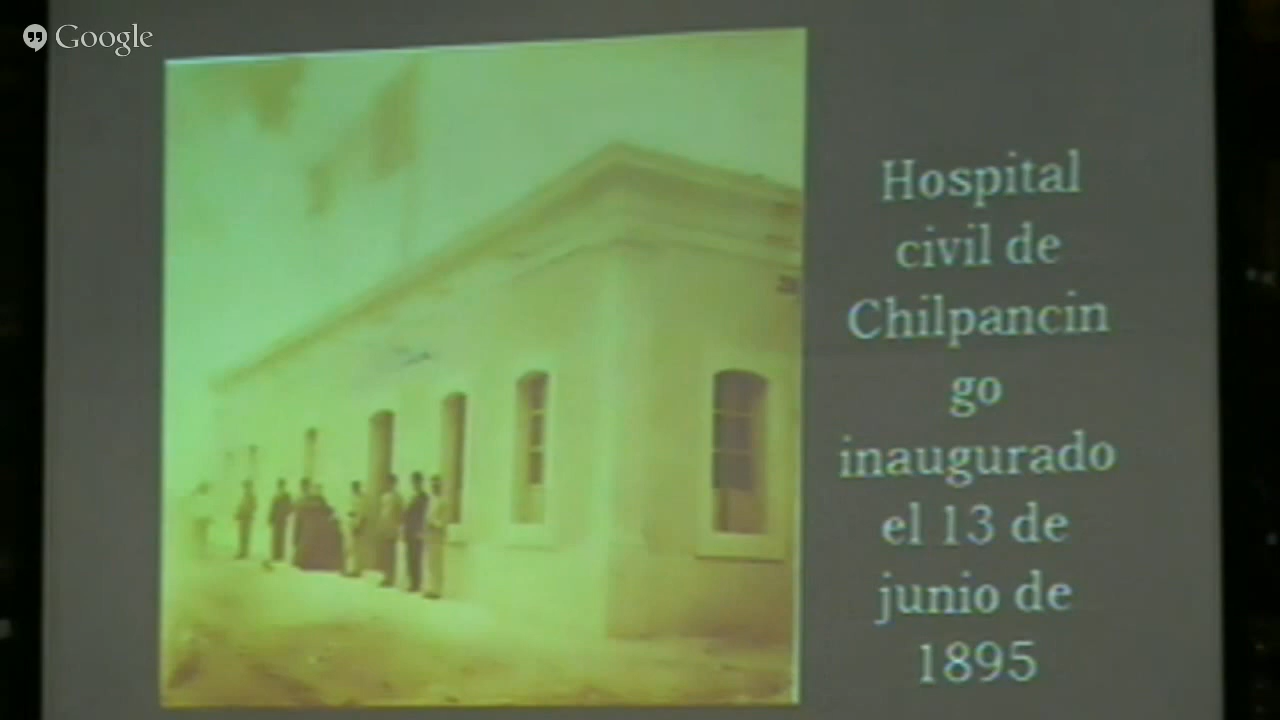 Google
Hospital
civil de
Chilpancin
go
inaugurado
el 13 de
junio de
1895